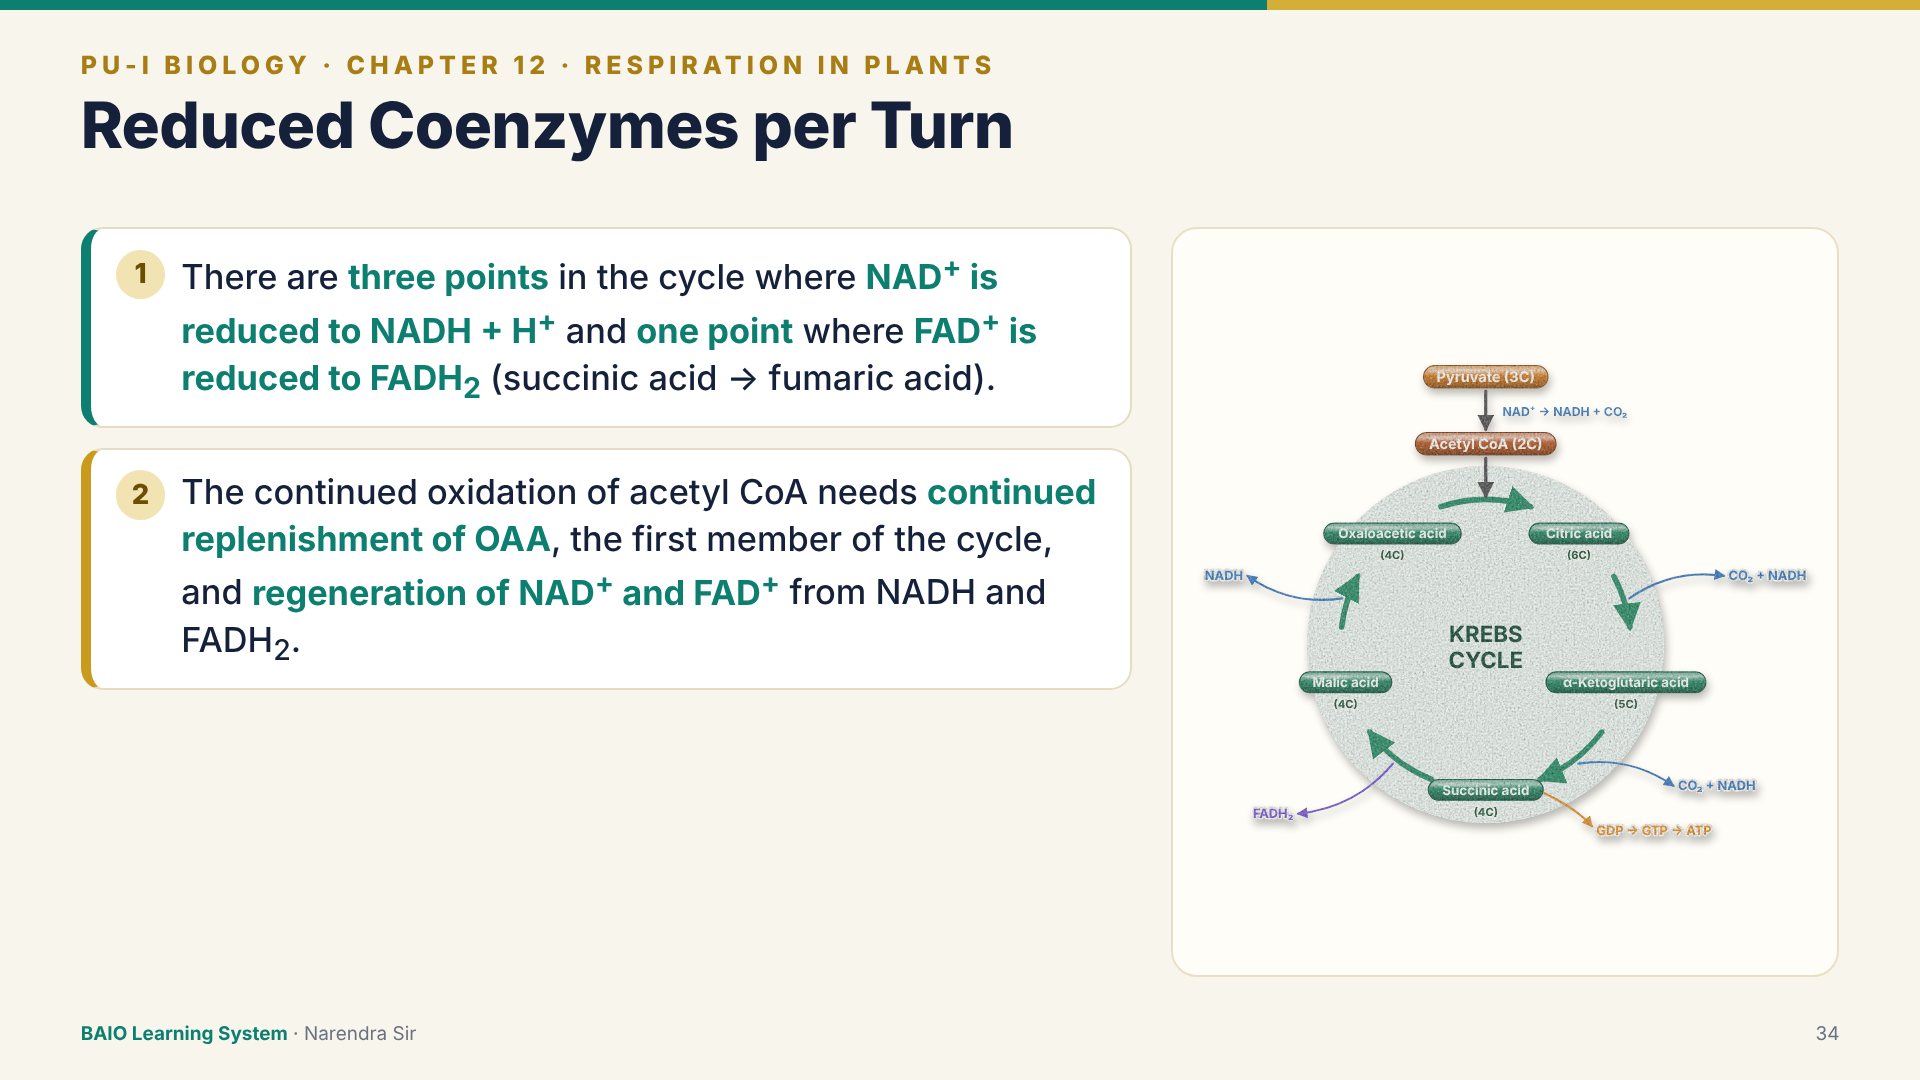 PU-I BIOLOGY · CHAPTER 12 · RESPIRATION IN PLANTS
Reduced Coenzymes per Turn
1
There are three points in the cycle where NAD⁺ is
reduced to NADH + H⁺ and one point where FAD⁺ is
reduced to FADH₂ (succinic acid → fumaric acid).
2
The continued oxidation of acetyl CoA needs continued
replenishment of OAA, the first member of the cycle,
and regeneration of NAD⁺ and FAD⁺ from NADH and
FADH₂.
Pyruvate (3C)
NAD⁺ → NADH + CO₂
Acetyl CoA (2C)
Oxaloacetic acid
(4C)
Citric acid
(6C)
NADH
CO₂ + NADH
KREBS
CYCLE
Malic acid
(4C)
α-Ketoglutaric acid
(5C)
Succinic acid
(4C)
CO₂ + NADH
FADH₂
GDP → GTP → ATP
BAIO Learning System · Narendra Sir
34